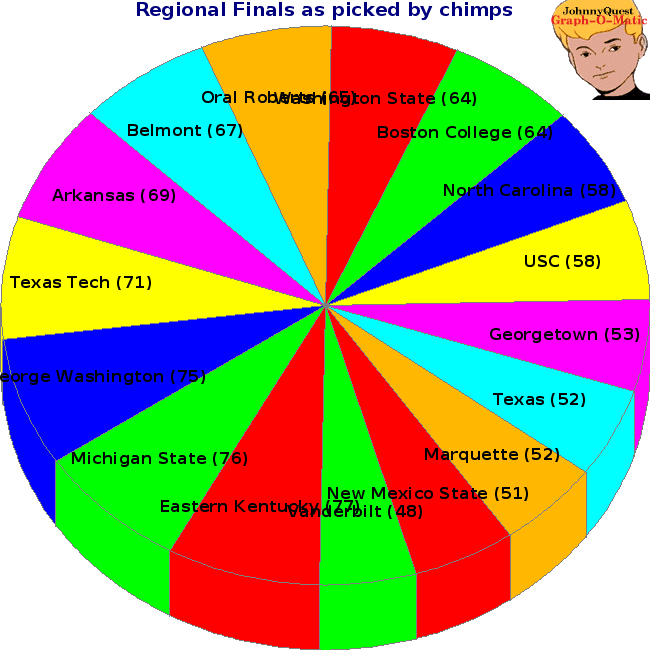 Regional Finals as picked by chimps
JohnnyQuest
Graph-O-Matic
Oral Roberts (65)
Washington State (64)
Belmont (67)
Boston College (64)
Arkansas (69)
North Carolina (58)
USC (58)
Texas Tech (71)
Georgetown (53)
eorge Washington (75)
Texas (52)
Marquette (52)
Michigan State (76)
New Mexico State (51)
Eastern Kentucky (77)
Vanderbilt (48)